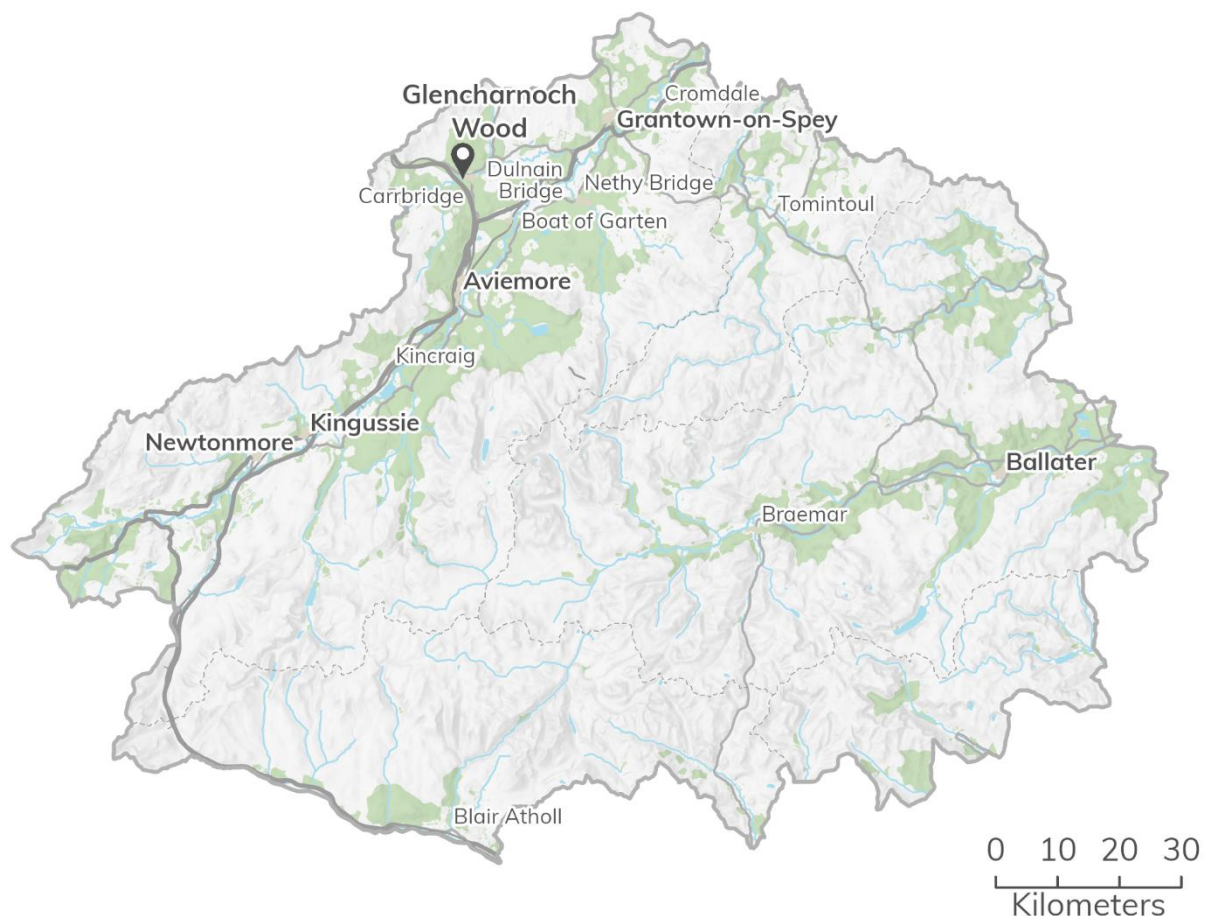 Cromdale
Glencharnoch
Wood
Grantown-on-Spey
Dulnain
Bridge
Nethy Bridge
Carrbridge
Tomintoul
Boat of Garten
Aviemore
Kincraig
Kingussie
Newtonmore
Ballater
Braemar
Blair Atholl
0 10 20 30
Kilometers